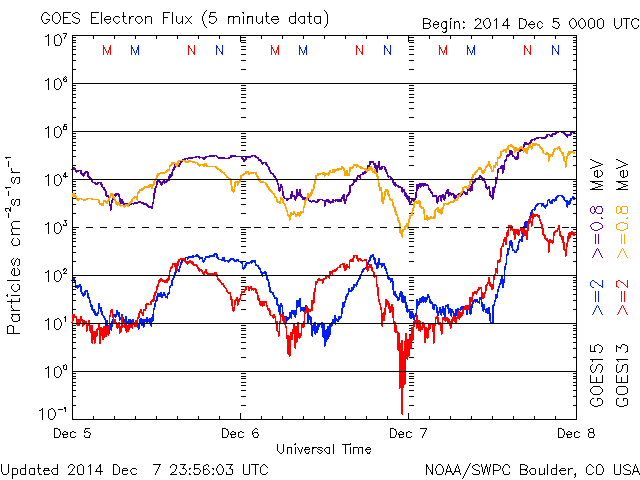 GOES Electron Flux (5 minute data)
Begin: 2014 Dec 5 0000 UTC
10⁷
M M N N M M N N M M N N
10⁶
10⁵
10⁴
10³
10²
10¹
10⁰
10⁻¹
Particles cm⁻²s⁻¹sr⁻¹
Dec 5 Dec 6 Dec 7 Dec 8
Universal Time
GOES15 >=2 >=0.8 MeV
GOES13 >=2 >=0.8 MeV
Updated 2014 Dec 7 23:56:03 UTC
NOAA/SWPC Boulder, CO USA